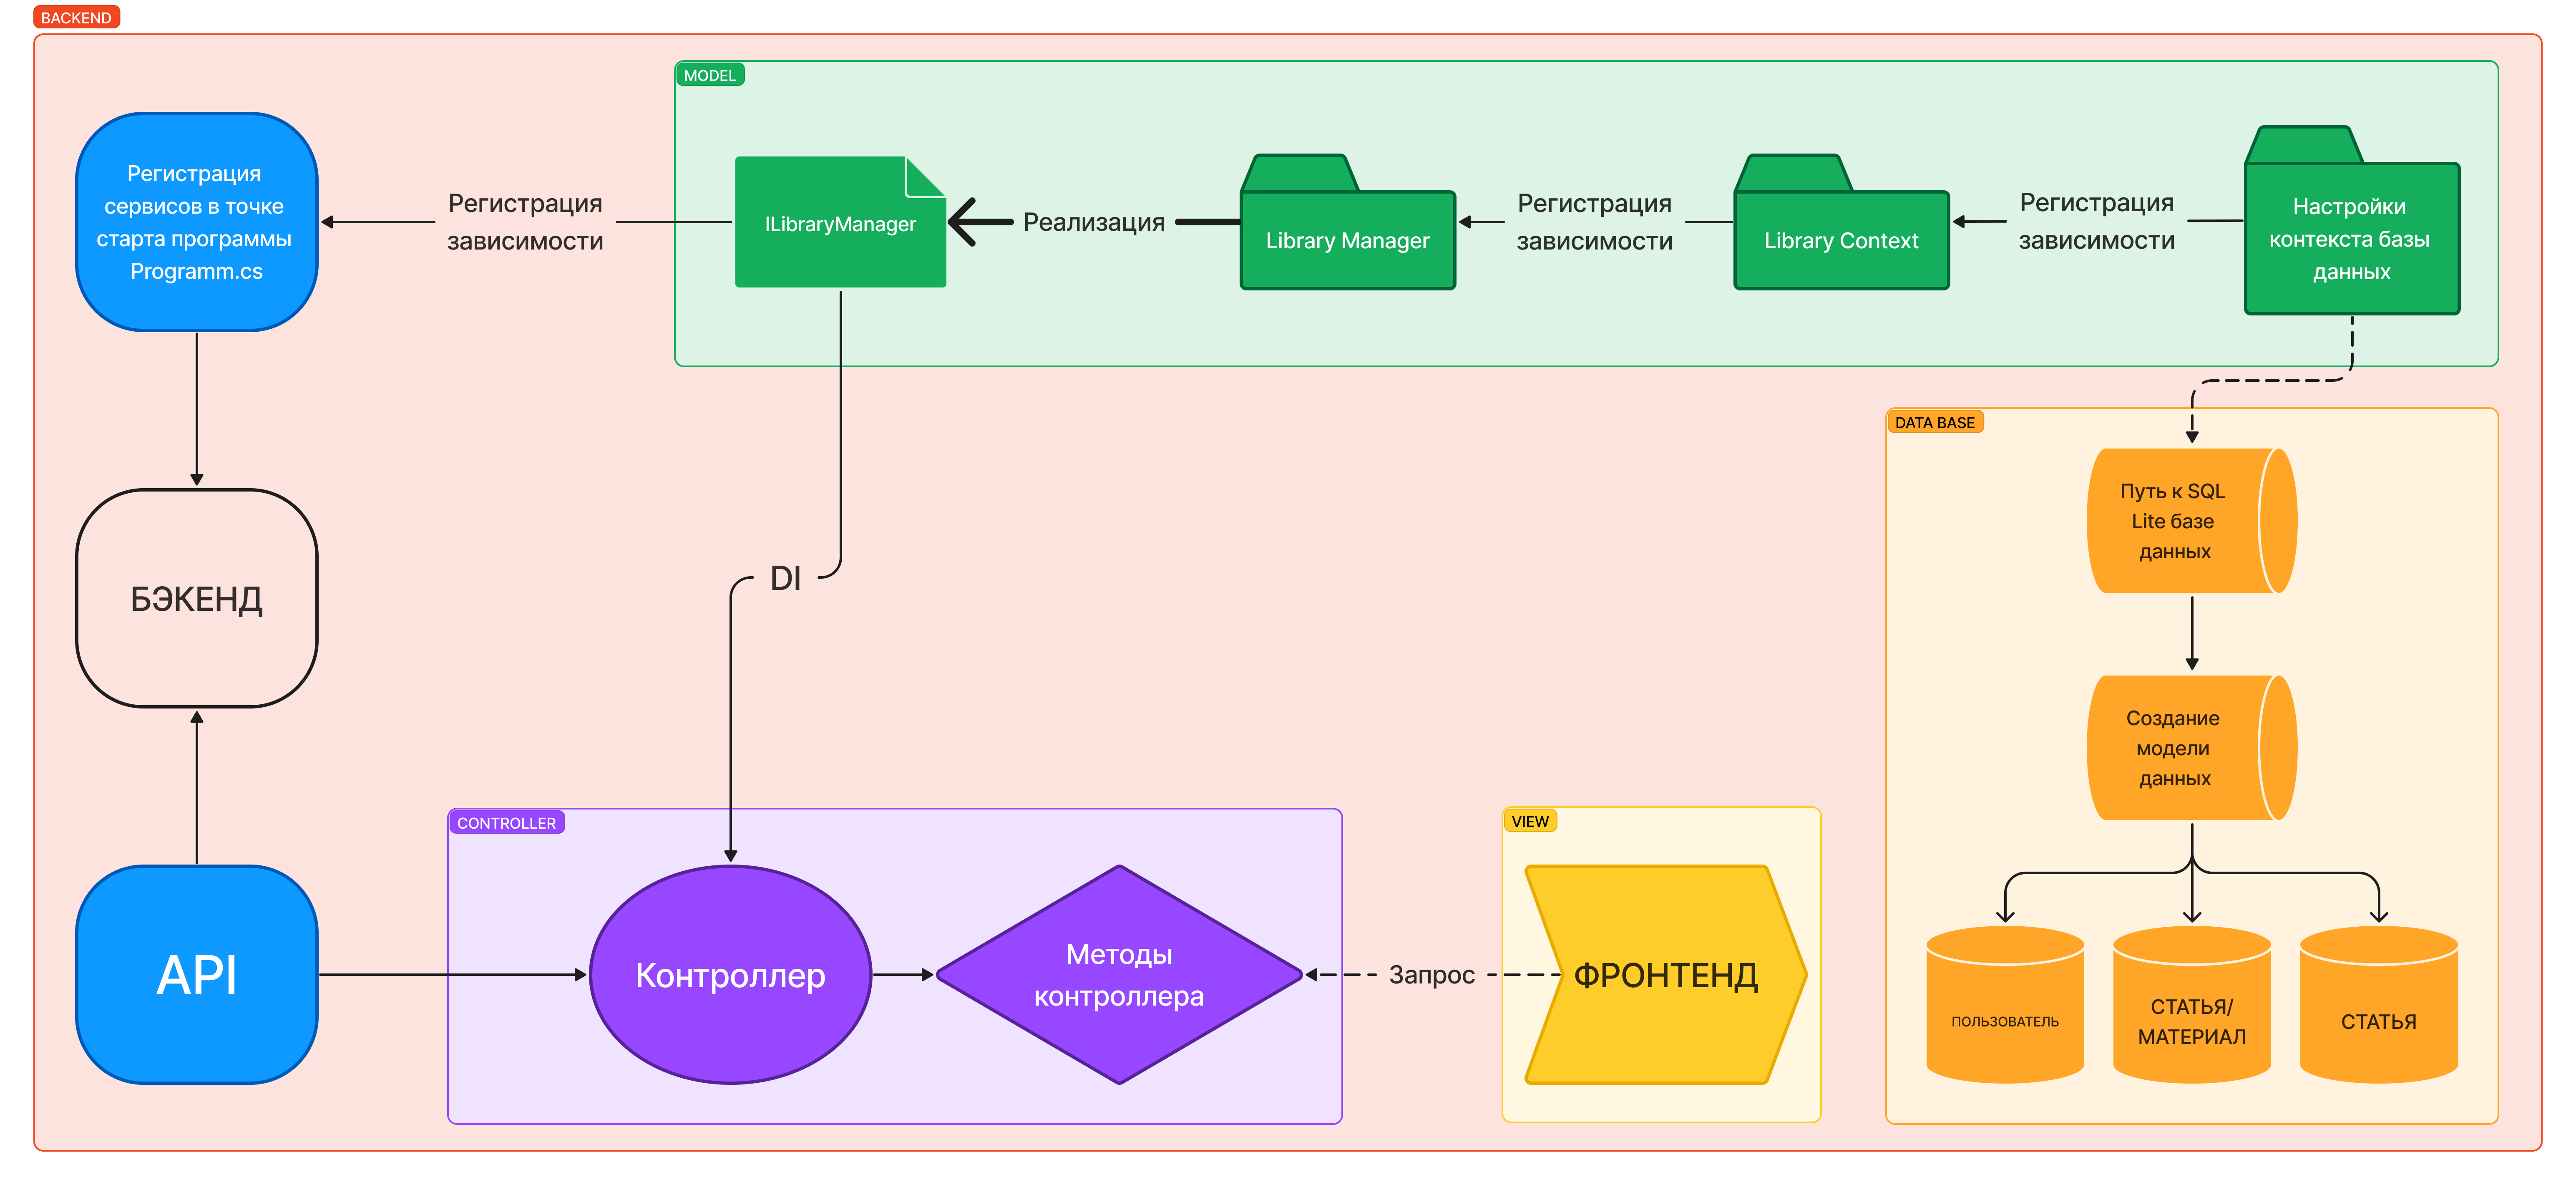 BACKEND
MODEL
Регистрация
сервисов в точке
старта программы
Programm.cs
Регистрация
зависимости
ILibraryManager
Реализация
Library Manager
Регистрация
зависимости
Library Context
Регистрация
зависимости
Настройки
контекста базы
данных
DATA BASE
Путь к SQL
Lite базе
данных
DI
БЭКЕНД
Создание
модели
данных
CONTROLLER
VIEW
API
Контроллер
Методы
контроллера
Запрос
ФРОНТЕНД
ПОЛЬЗОВАТЕЛЬ
СТАТЬЯ/
МАТЕРИАЛ
СТАТЬЯ